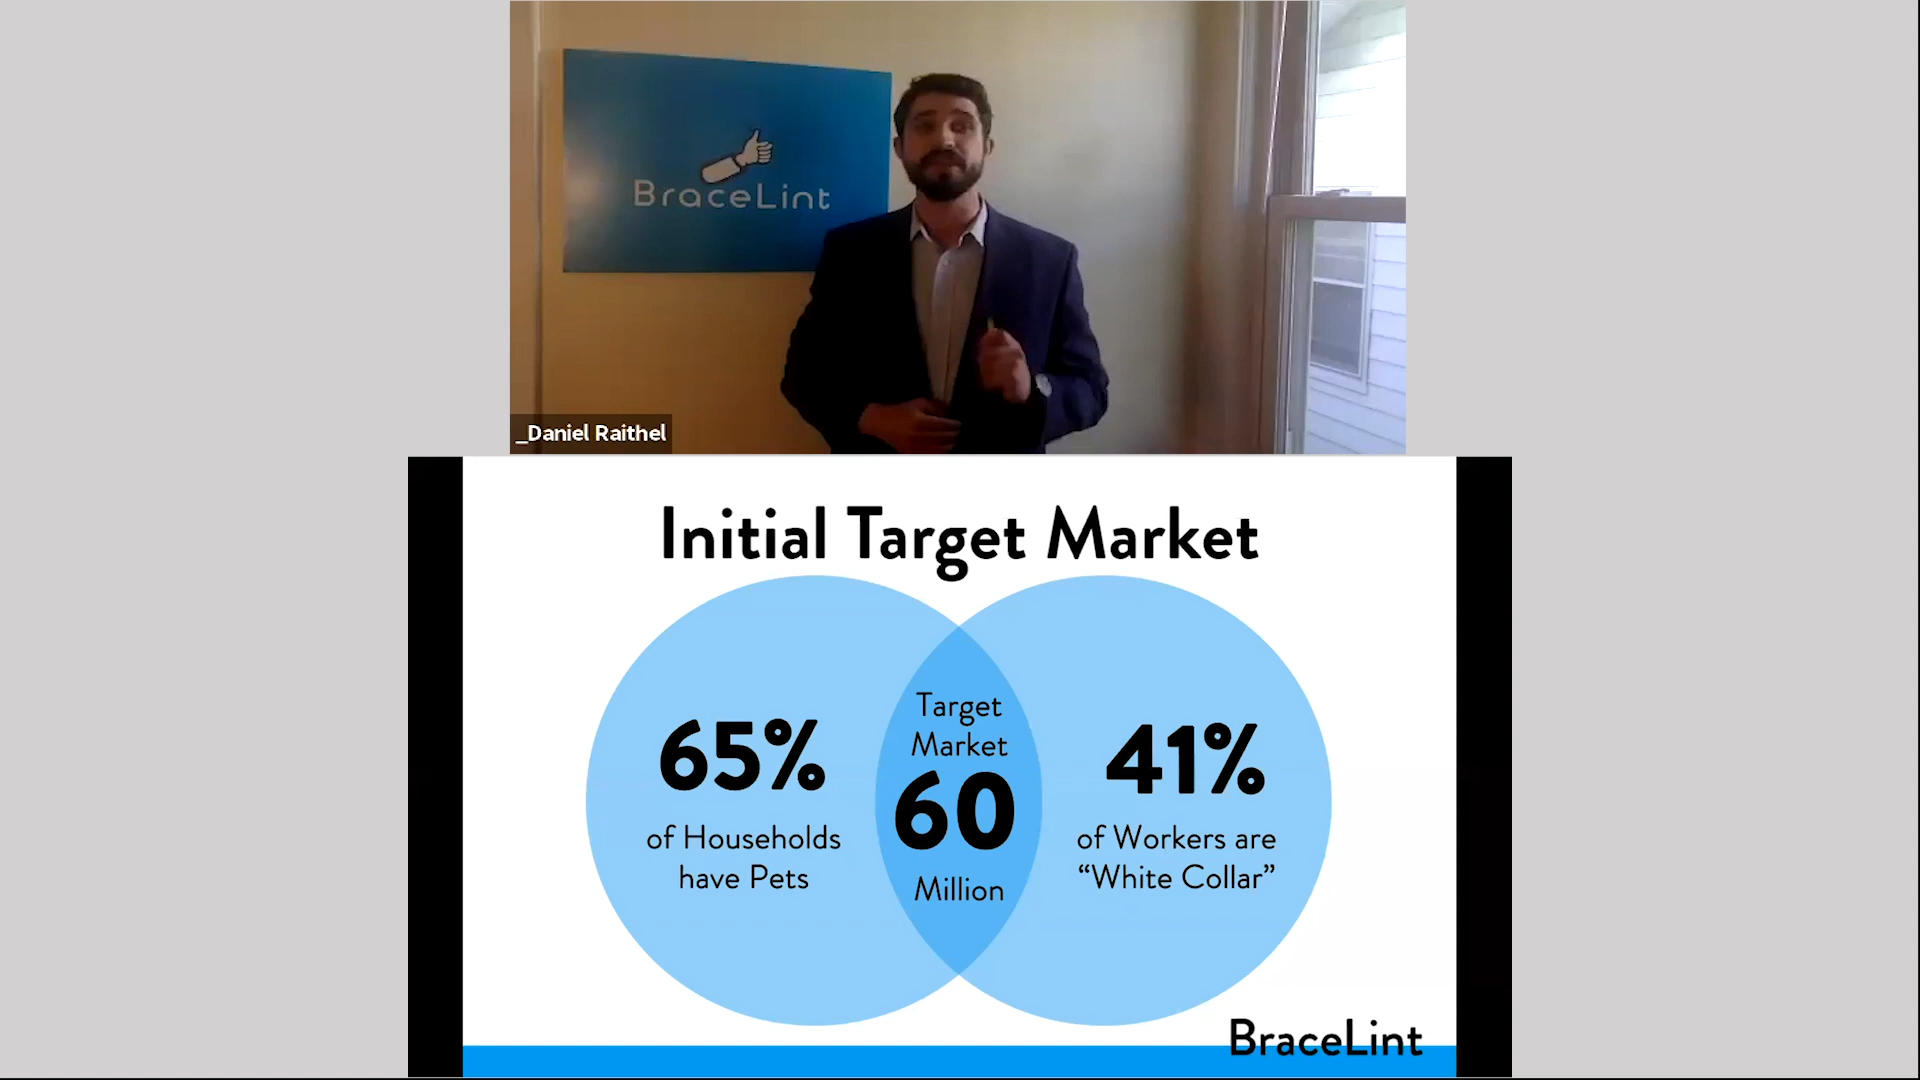 BraceLint
_Daniel Raithel
Initial Target Market
65%
of Households
have Pets
Target
Market
60
Million
41%
of Workers are
“White Collar”
BraceLint